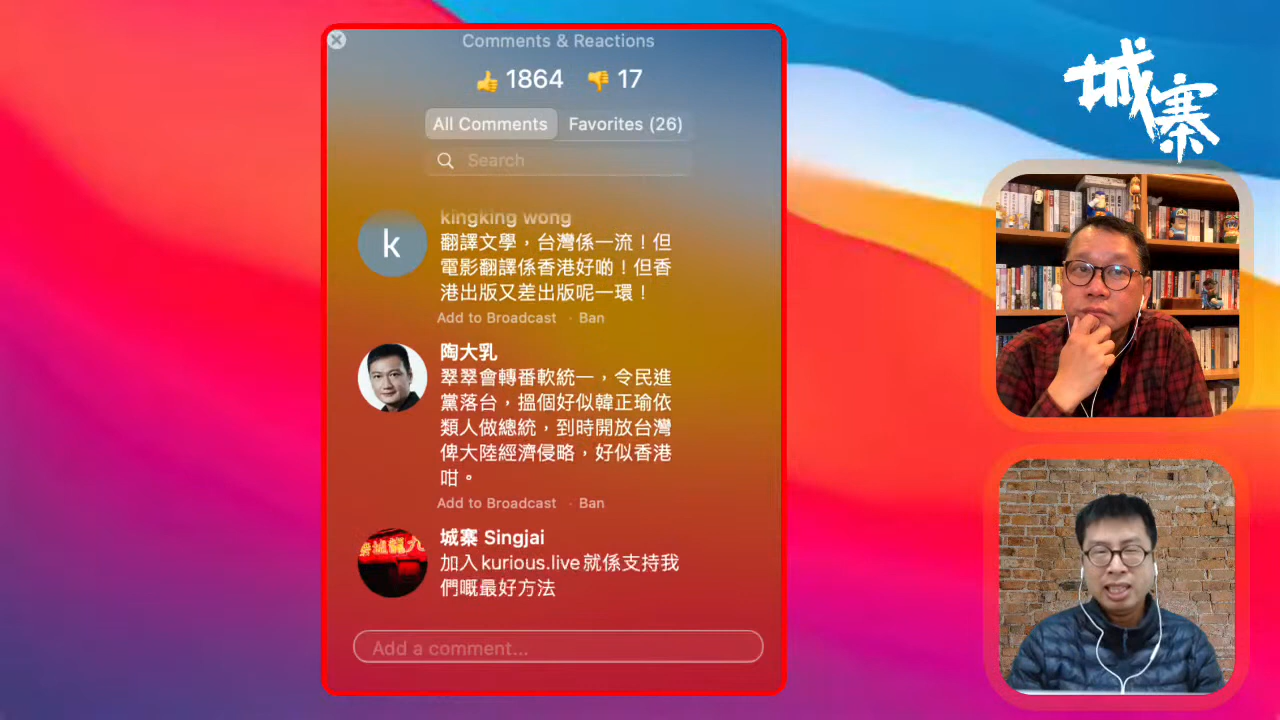 Comments & Reactions
👍 1864 👎 17
All Comments Favorites (26)
Search
kingking wong
k
翻譯文學，台灣係一流！但
電影翻譯係香港好啲！但香
港出版又差出版呢一環！
Add to Broadcast · Ban
陶大乳
翠翠會轉番軟統一，令民進
黨落台，搵個好似韓正瑜依
類人做總統，到時開放台灣
俾大陸經濟侵略，好似香港
咁。
Add to Broadcast · Ban
城寨 Singjai
加入kurious.live就係支持我
們嘅最好方法
Add a comment...
城寨